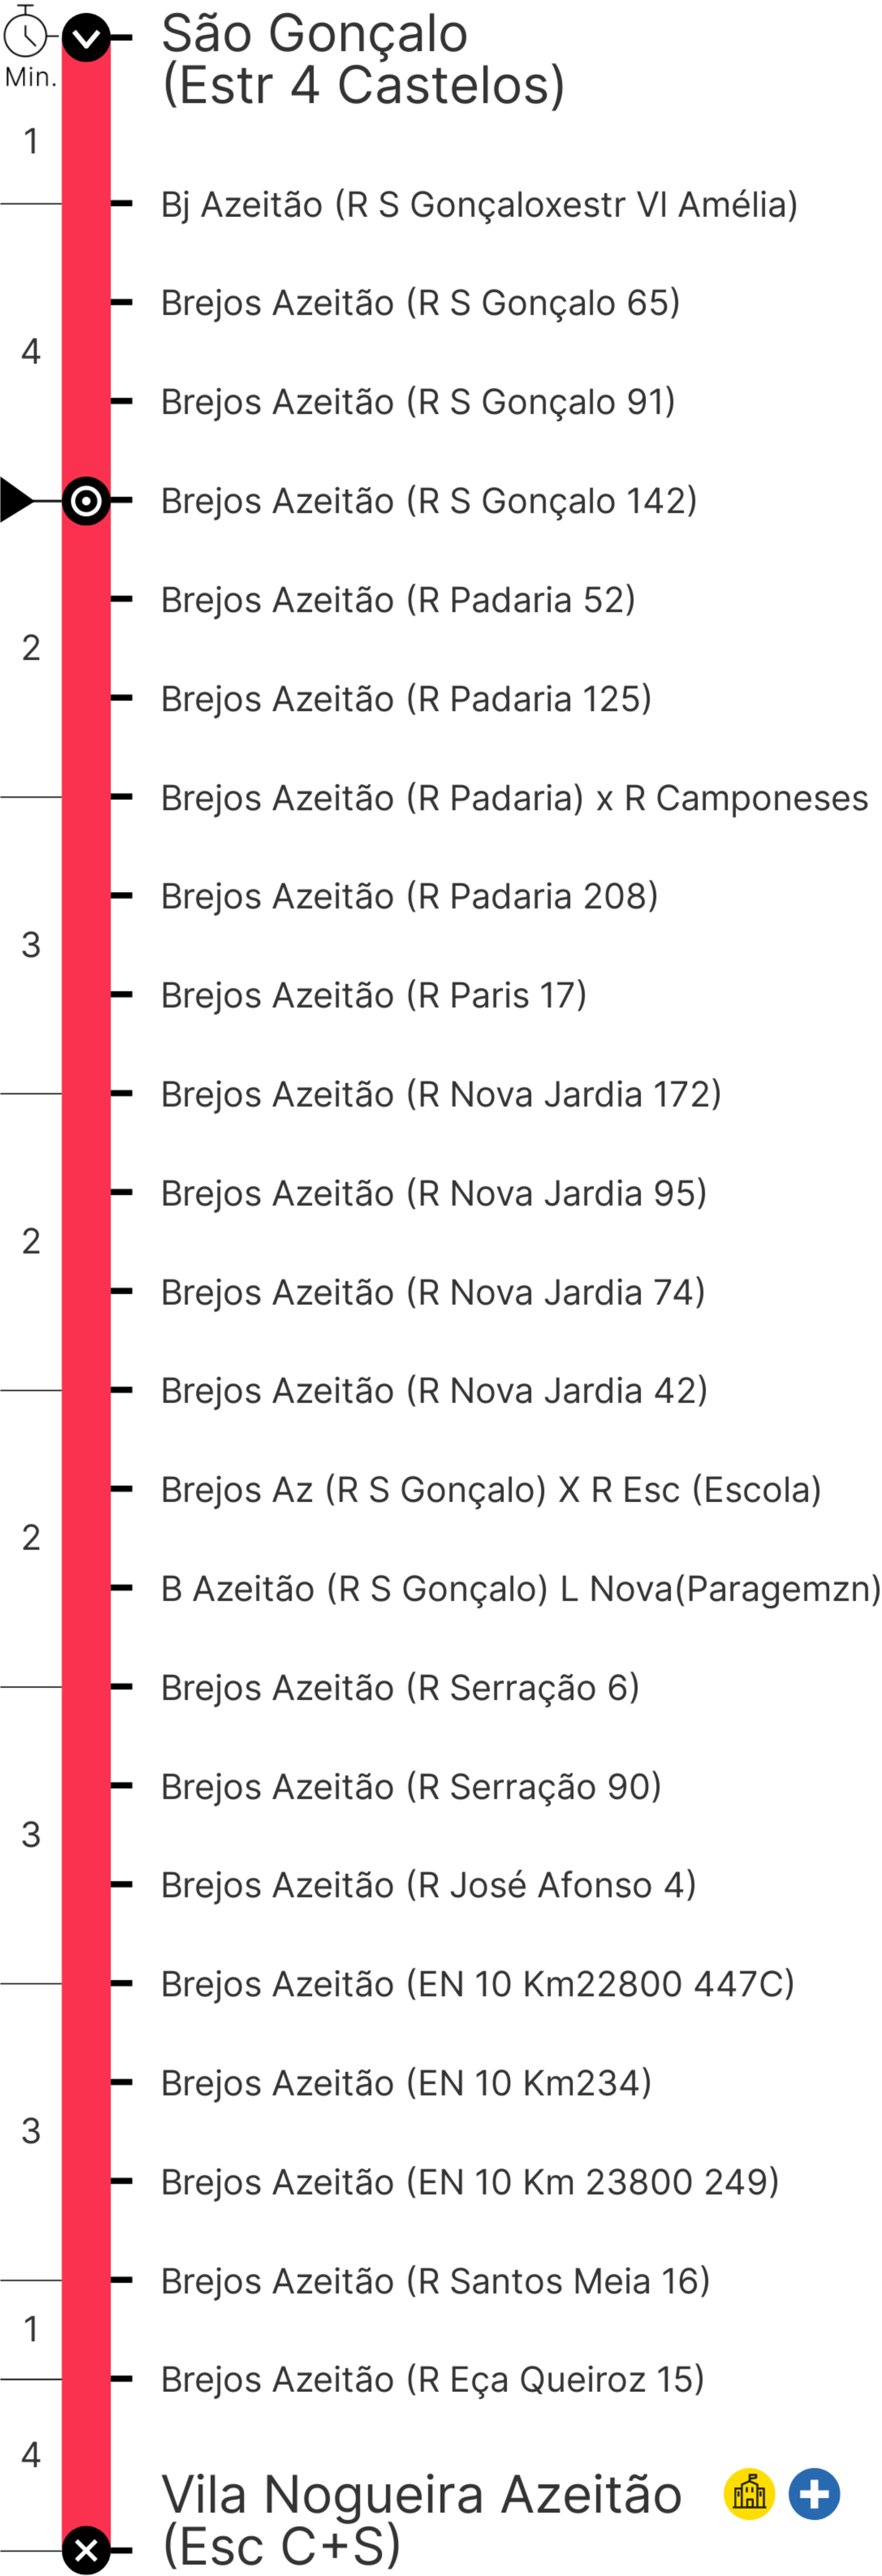 São Gonçalo
(Estr 4 Castelos)
Min.
1
Bj Azeitão (R S Gonçaloxestr Vl Amélia)
Brejos Azeitão (R S Gonçalo 65)
4
Brejos Azeitão (R S Gonçalo 91)
Brejos Azeitão (R S Gonçalo 142)
Brejos Azeitão (R Padaria 52)
2
Brejos Azeitão (R Padaria 125)
Brejos Azeitão (R Padaria) x R Camponeses
Brejos Azeitão (R Padaria 208)
3
Brejos Azeitão (R Paris 17)
Brejos Azeitão (R Nova Jardia 172)
Brejos Azeitão (R Nova Jardia 95)
2
Brejos Azeitão (R Nova Jardia 74)
Brejos Azeitão (R Nova Jardia 42)
Brejos Az (R S Gonçalo) X R Esc (Escola)
2
B Azeitão (R S Gonçalo) L Nova(Paragemzn)
Brejos Azeitão (R Serração 6)
Brejos Azeitão (R Serração 90)
3
Brejos Azeitão (R José Afonso 4)
Brejos Azeitão (EN 10 Km22800 447C)
Brejos Azeitão (EN 10 Km234)
3
Brejos Azeitão (EN 10 Km 23800 249)
Brejos Azeitão (R Santos Meia 16)
1
Brejos Azeitão (R Eça Queiroz 15)
4
Vila Nogueira Azeitão
(Esc C+S)